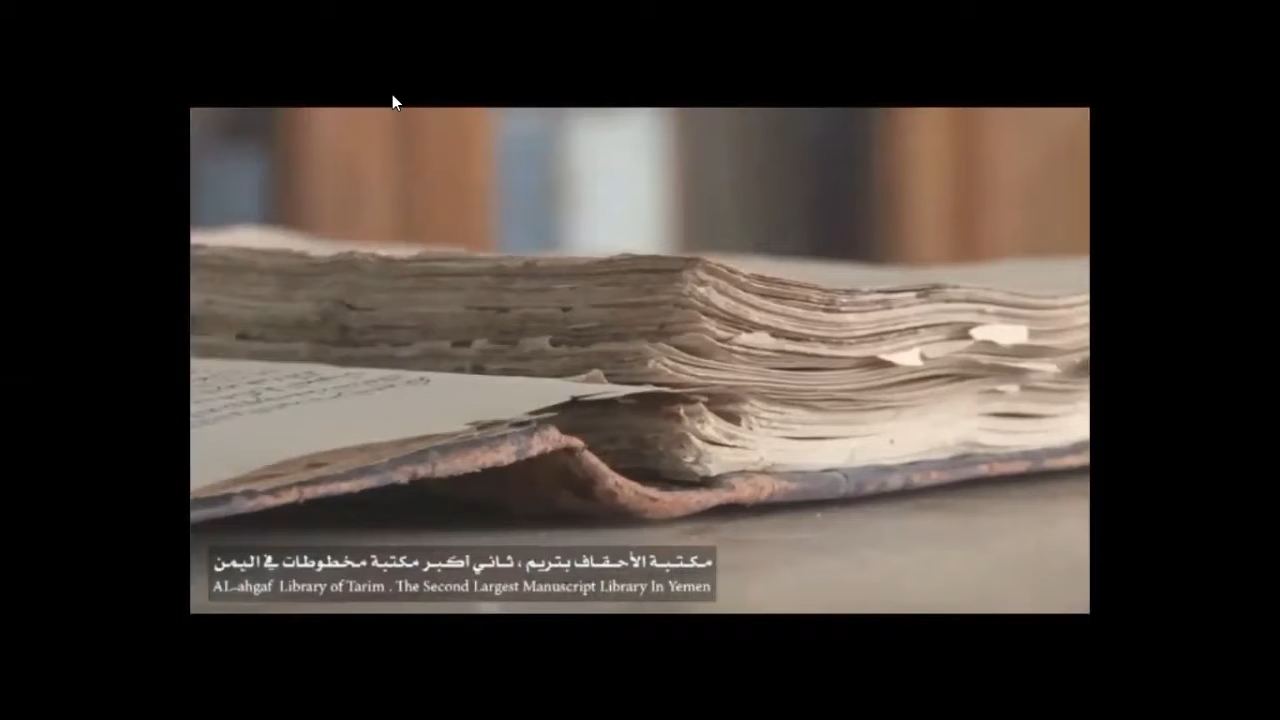 مكتبة الأحقاف بتريم ، ثاني أكبر مكتبة مخطوطات في اليمن
AL-ahgaf Library of Tarim . The Second Largest Manuscript Library In Yemen